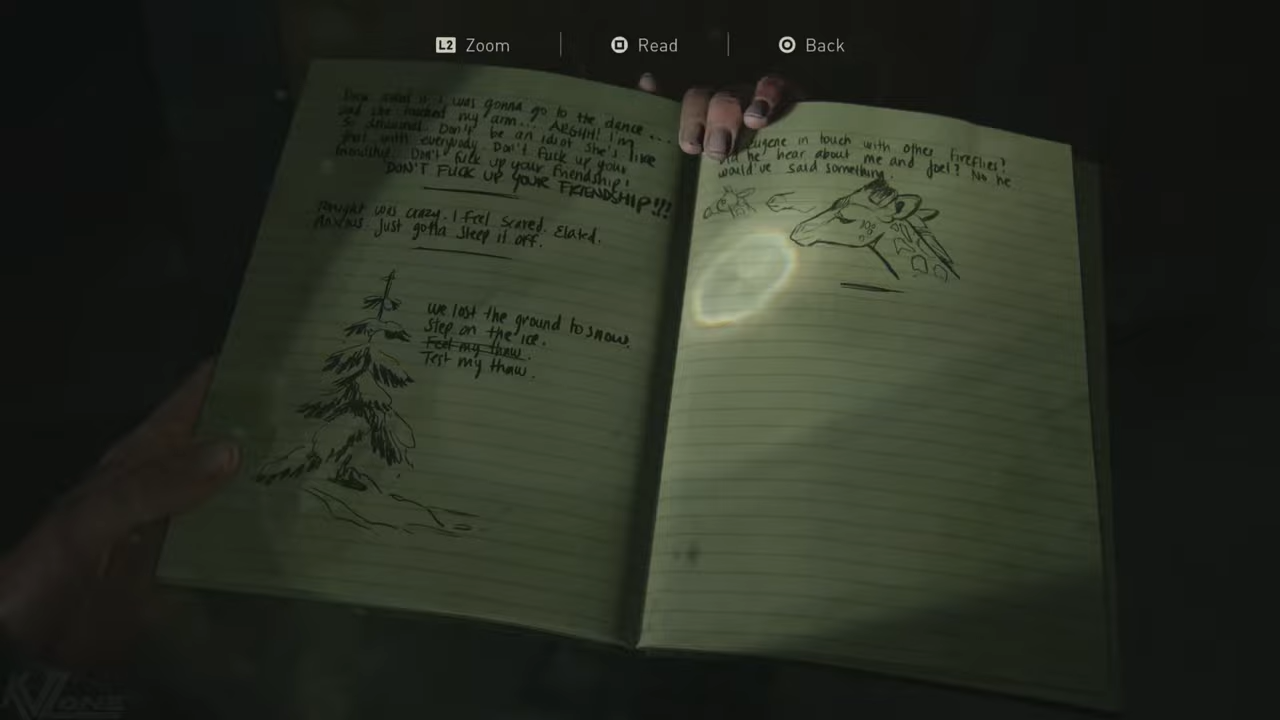 L2 Zoom
Read
Back
was gonna go to the dance...
and she touched my arm... ARGHH! I'm
so Don't be an idiot she's like
that with everybody. Don't fuck up your
friendship. Don't fuck up your friendship!
DON'T FUCK UP YOUR FRIENDSHIP!!!
Tonight was crazy. I feel scared. Elated.
Anxious. Just gotta sleep it off.
we lost the ground to snow.
Step on the ice.
Feel my thaw.
Test my thaw.
Eugene in touch with other fireflies?
Did he hear about me and Joel? No he
would've said something.